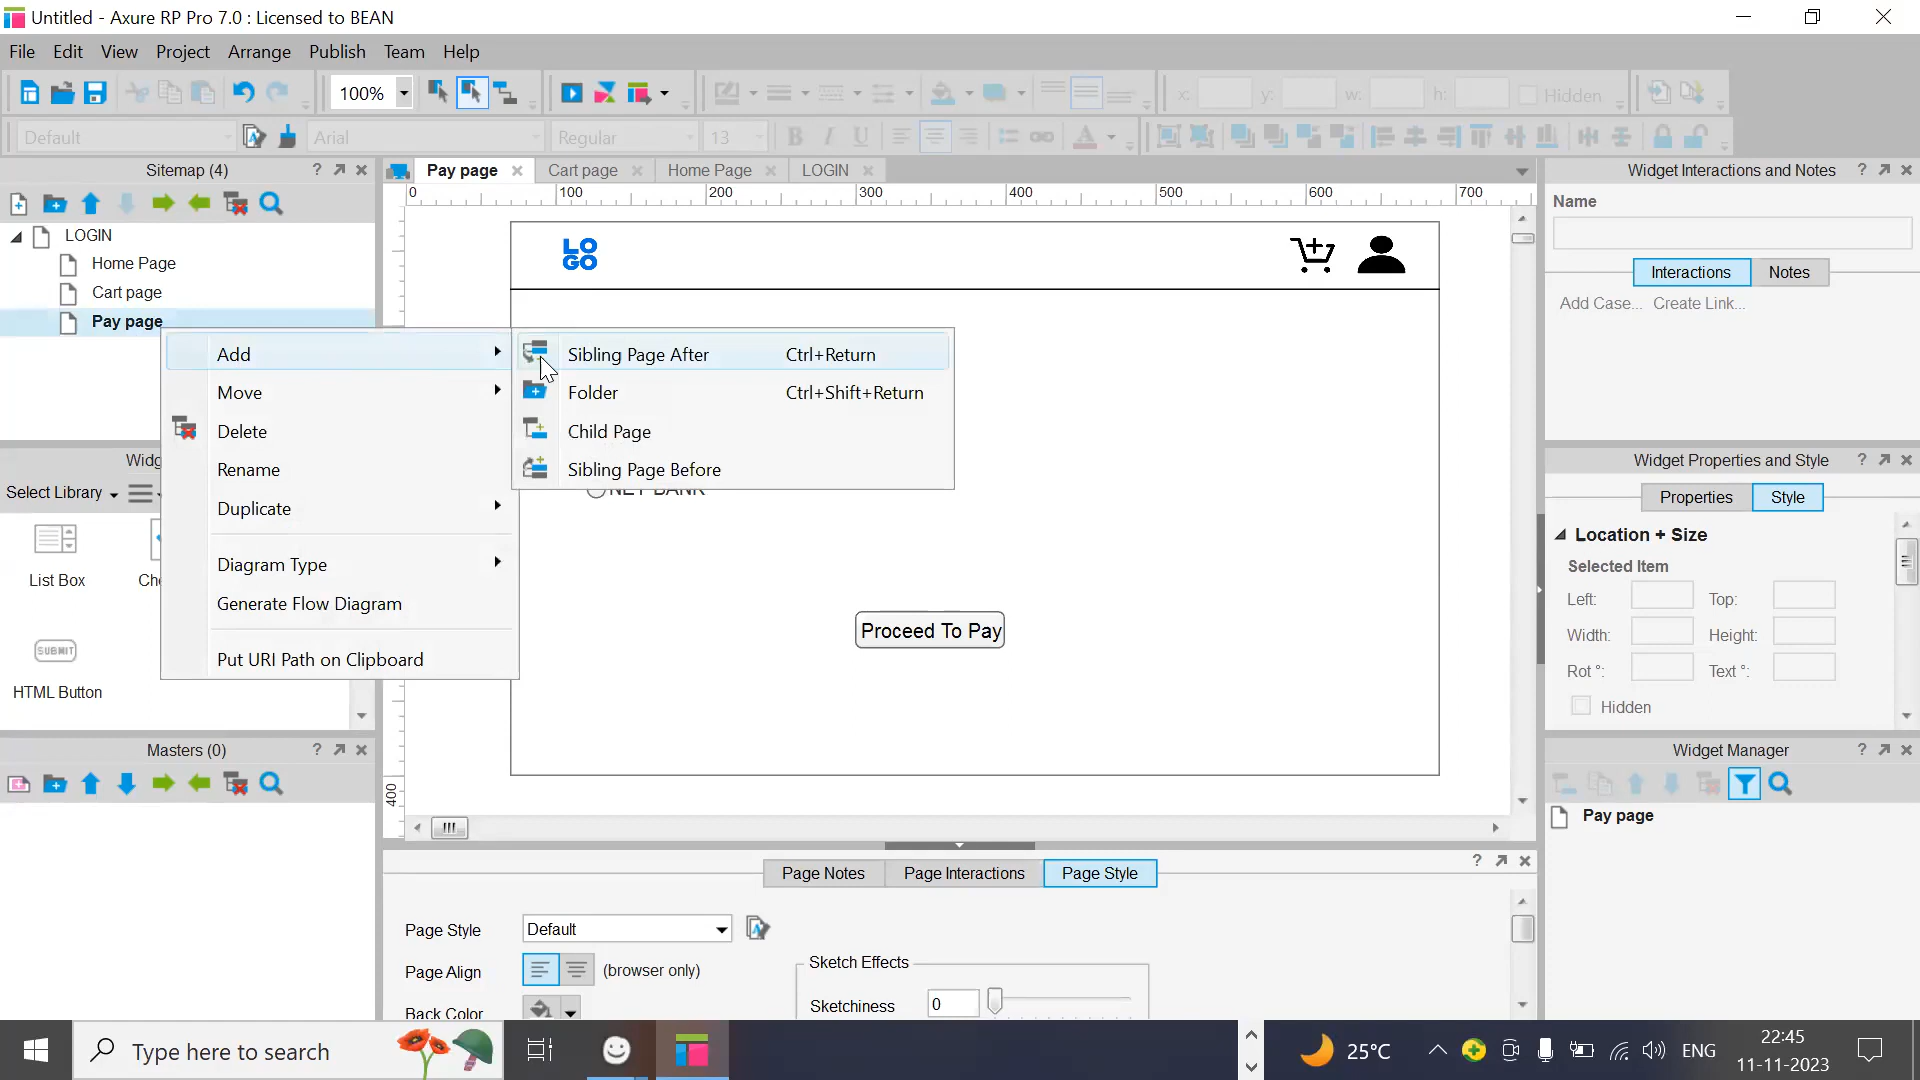 Untitled - Axure RP Pro 7.0 : Licensed to BEAN
File Edit View Project Arrange Publish Team Help
100% x: y: w: h: Hidden
Default Arial Regular 13
Sitemap (4)
LOGIN
Home Page
Cart page
Pay page
Pay page Cart page Home Page LOGIN
0 100 200 300 400 500 600 700
LO
GO
Add
Move
Delete
Rename
Duplicate
Diagram Type
Generate Flow Diagram
Put URI Path on Clipboard
Sibling Page After Ctrl+Return
Folder Ctrl+Shift+Return
Child Page
Sibling Page Before
NET BANK
Proceed To Pay
400
Widg
Select Library
List Box Che
SUBMIT
HTML Button
Masters (0)
Page Notes Page Interactions Page Style
Page Style Default
Page Align (browser only)
Back Color
Sketch Effects
Sketchiness 0
Widget Interactions and Notes
Name
Interactions Notes
Add Case... Create Link...
Widget Properties and Style
Properties Style
Location + Size
Selected Item
Left: Top:
Width: Height:
Rot °: Text °:
Hidden
Widget Manager
Pay page
Type here to search
25°C
ENG
22:45
11-11-2023